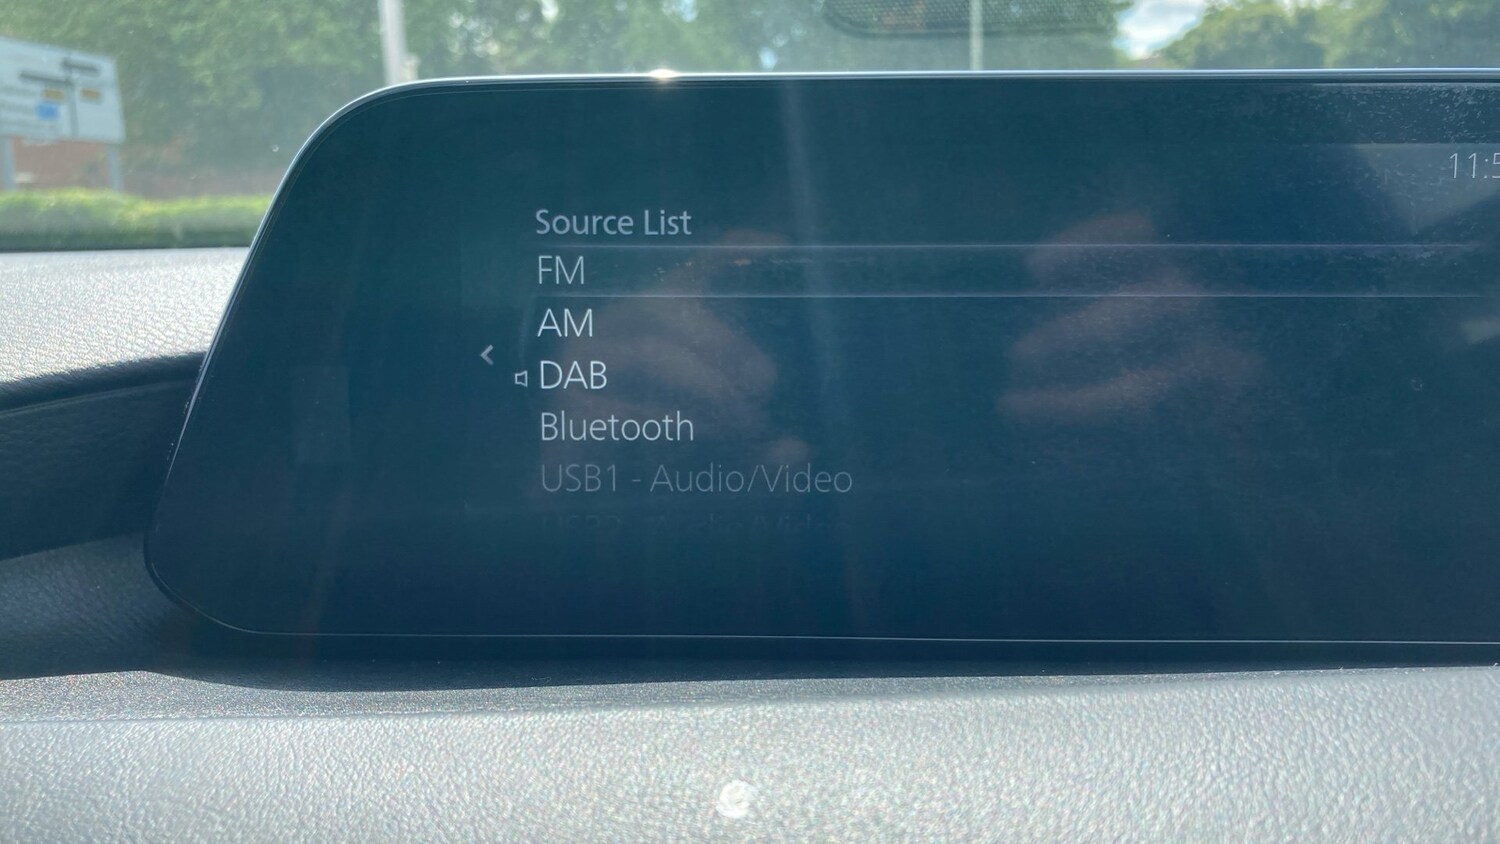 11:5
Source List
FM
AM
DAB
Bluetooth
USB1 - Audio/Video